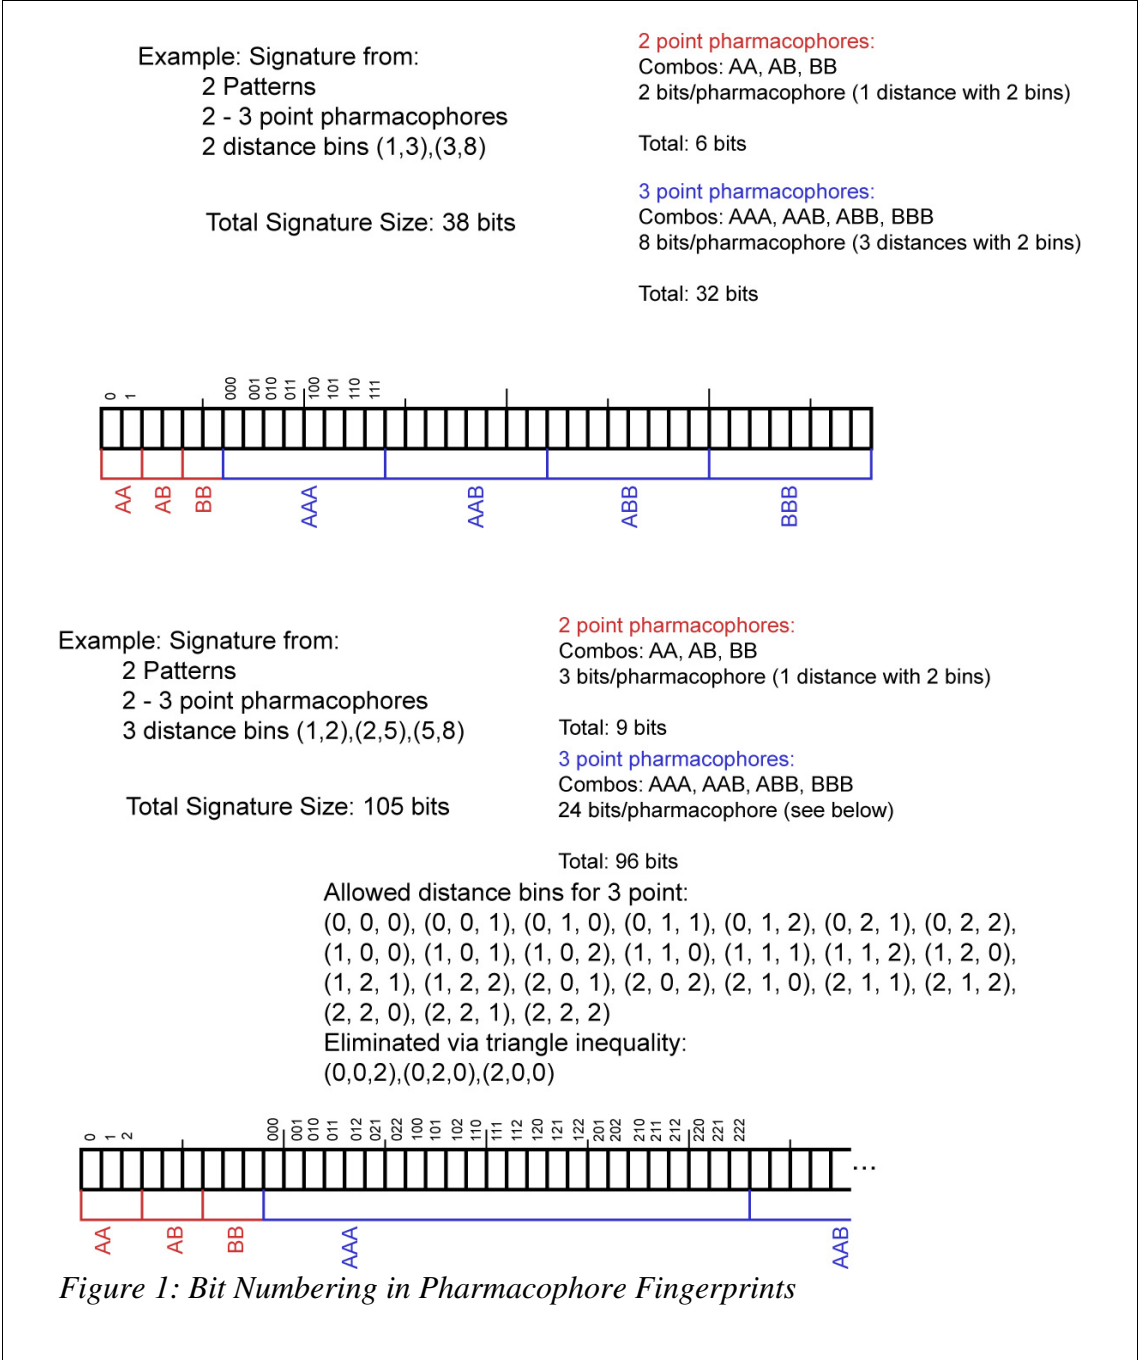 Example: Signature from:
2 Patterns
2 - 3 point pharmacophores
2 distance bins (1,3),(3,8)
Total Signature Size: 38 bits
2 point pharmacophores:
Combos: AA, AB, BB
2 bits/pharmacophore (1 distance with 2 bins)
Total: 6 bits
3 point pharmacophores:
Combos: AAA, AAB, ABB, BBB
8 bits/pharmacophore (3 distances with 2 bins)
Total: 32 bits
0 1 000 001 010 011 100 101 110 111
AA AB BB AAA AAB ABB BBB
Example: Signature from:
2 Patterns
2 - 3 point pharmacophores
3 distance bins (1,2),(2,5),(5,8)
Total Signature Size: 105 bits
2 point pharmacophores:
Combos: AA, AB, BB
3 bits/pharmacophore (1 distance with 2 bins)
Total: 9 bits
3 point pharmacophores:
Combos: AAA, AAB, ABB, BBB
24 bits/pharmacophore (see below)
Total: 96 bits
Allowed distance bins for 3 point:
(0, 0, 0), (0, 0, 1), (0, 1, 0), (0, 1, 1), (0, 1, 2), (0, 2, 1), (0, 2, 2),
(1, 0, 0), (1, 0, 1), (1, 0, 2), (1, 1, 0), (1, 1, 1), (1, 1, 2), (1, 2, 0),
(1, 2, 1), (1, 2, 2), (2, 0, 1), (2, 0, 2), (2, 1, 0), (2, 1, 1), (2, 1, 2),
(2, 2, 0), (2, 2, 1), (2, 2, 2)
Eliminated via triangle inequality:
(0,0,2),(0,2,0),(2,0,0)
0 1 2 000 001 010 011 012 021 022 100 101 102 110 111 112 120 121 122 201 202 210 211 212 220 221 222
...
AA AB BB AAA AAB
Figure 1: Bit Numbering in Pharmacophore Fingerprints